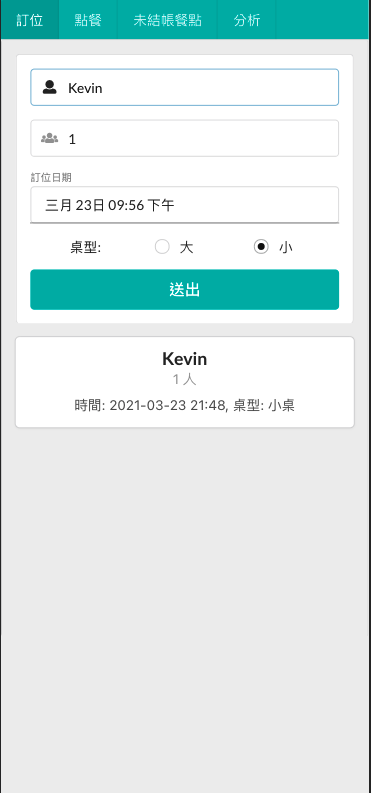 訂位 點餐 未結帳餐點 分析
Kevin
1
訂位日期
三月 23日 09:56 下午
桌型: 大 小
送出
Kevin
1 人
時間: 2021-03-23 21:48, 桌型: 小桌